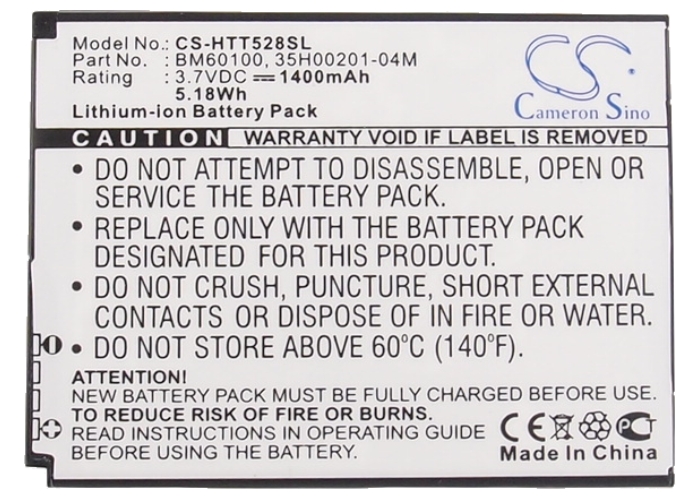 Model No.: CS-HTT528SL
Part No.: BM60100, 35H00201-04M
Rating: 3.7VDC ⎓ 1400mAh
5.18Wh
Lithium-ion Battery Pack
CS
Cameron Sino
CAUTION WARRANTY VOID IF LABEL IS REMOVED
• DO NOT ATTEMPT TO DISASSEMBLE, OPEN OR
SERVICE THE BATTERY PACK.
• REPLACE ONLY WITH THE BATTERY PACK
DESIGNATED FOR THIS PRODUCT.
• DO NOT CRUSH, PUNCTURE, SHORT EXTERNAL
CONTACTS OR DISPOSE OF IN FIRE OR WATER.
• DO NOT STORE ABOVE 60°C (140°F).
ATTENTION!
NEW BATTERY PACK MUST BE FULLY CHARGED BEFORE USE.
TO REDUCE RISK OF FIRE OR BURNS.
READ INSTRUCTIONS IN OPERATING GUIDE
BEFORE BATTERY USE.
CE
Made In China